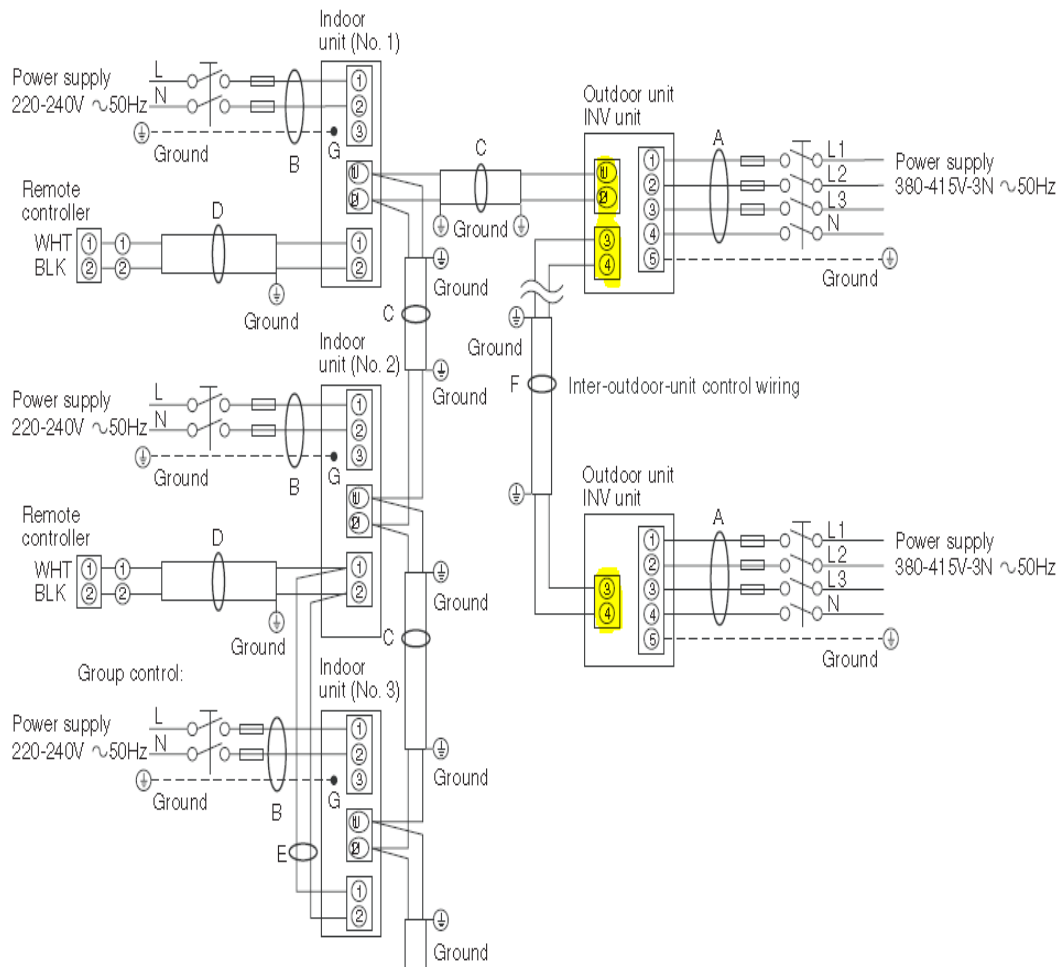 Indoor
unit (No. 1)
Power supply
220-240V ~50Hz
L
N
Ground
B
G
1
2
3
Remote
controller
WHT
BLK
1
2
1
2
D
Ground
1
2
C
Ground
Outdoor unit
INV unit
3
4
1
2
3
4
5
A
L1
L2
L3
N
Power supply
380-415V-3N ~50Hz
Ground
Ground
C
Ground
Indoor
unit (No. 2)
Power supply
220-240V ~50Hz
L
N
Ground
B
G
1
2
3
Remote
controller
WHT
BLK
1
2
1
2
D
Ground
1
2
Ground
F
Inter-outdoor-unit control wiring
Outdoor unit
INV unit
3
4
1
2
3
4
5
A
L1
L2
L3
N
Power supply
380-415V-3N ~50Hz
Ground
Ground
C
Ground
Group control:
Indoor
unit (No. 3)
Power supply
220-240V ~50Hz
L
N
Ground
B
G
1
2
3
E
1
2
Ground